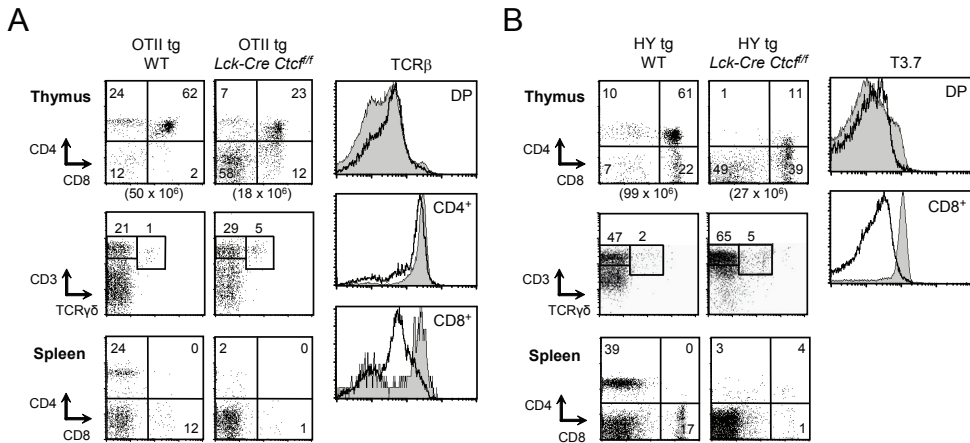 A
OTII tg
WT
OTII tg
Lck-Cre Ctcf^f/f
TCRβ
Thymus
24
62
12
2
7
23
58
12
CD4
CD8
(50 x 10⁶)
(18 x 10⁶)
DP
21
1
29
5
CD3
TCRγδ
CD4⁺
Spleen
24
0
12
2
0
1
CD4
CD8
CD8⁺
B
HY tg
WT
HY tg
Lck-Cre Ctcf^f/f
T3.7
Thymus
10
61
7
22
1
11
49
39
CD4
CD8
(99 x 10⁶)
(27 x 10⁶)
DP
47
2
65
5
CD3
TCRγδ
CD8⁺
Spleen
39
0
17
3
4
1
CD4
CD8